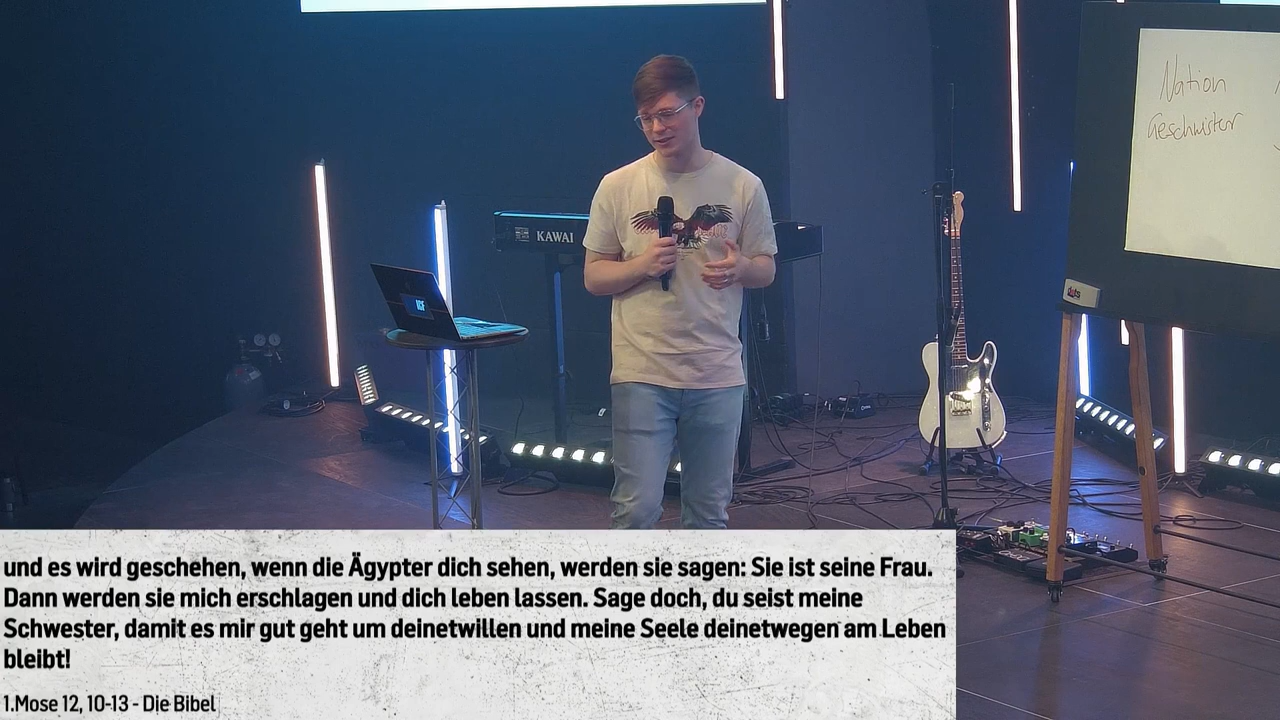 Nation
Geschwister
KAWAI
ICF
und es wird geschehen, wenn die Ägypter dich sehen, werden sie sagen: Sie ist seine Frau.
Dann werden sie mich erschlagen und dich leben lassen. Sage doch, du seist meine
Schwester, damit es mir gut geht um deinetwillen und meine Seele deinetwegen am Leben
bleibt!
1.Mose 12, 10-13 - Die Bibel